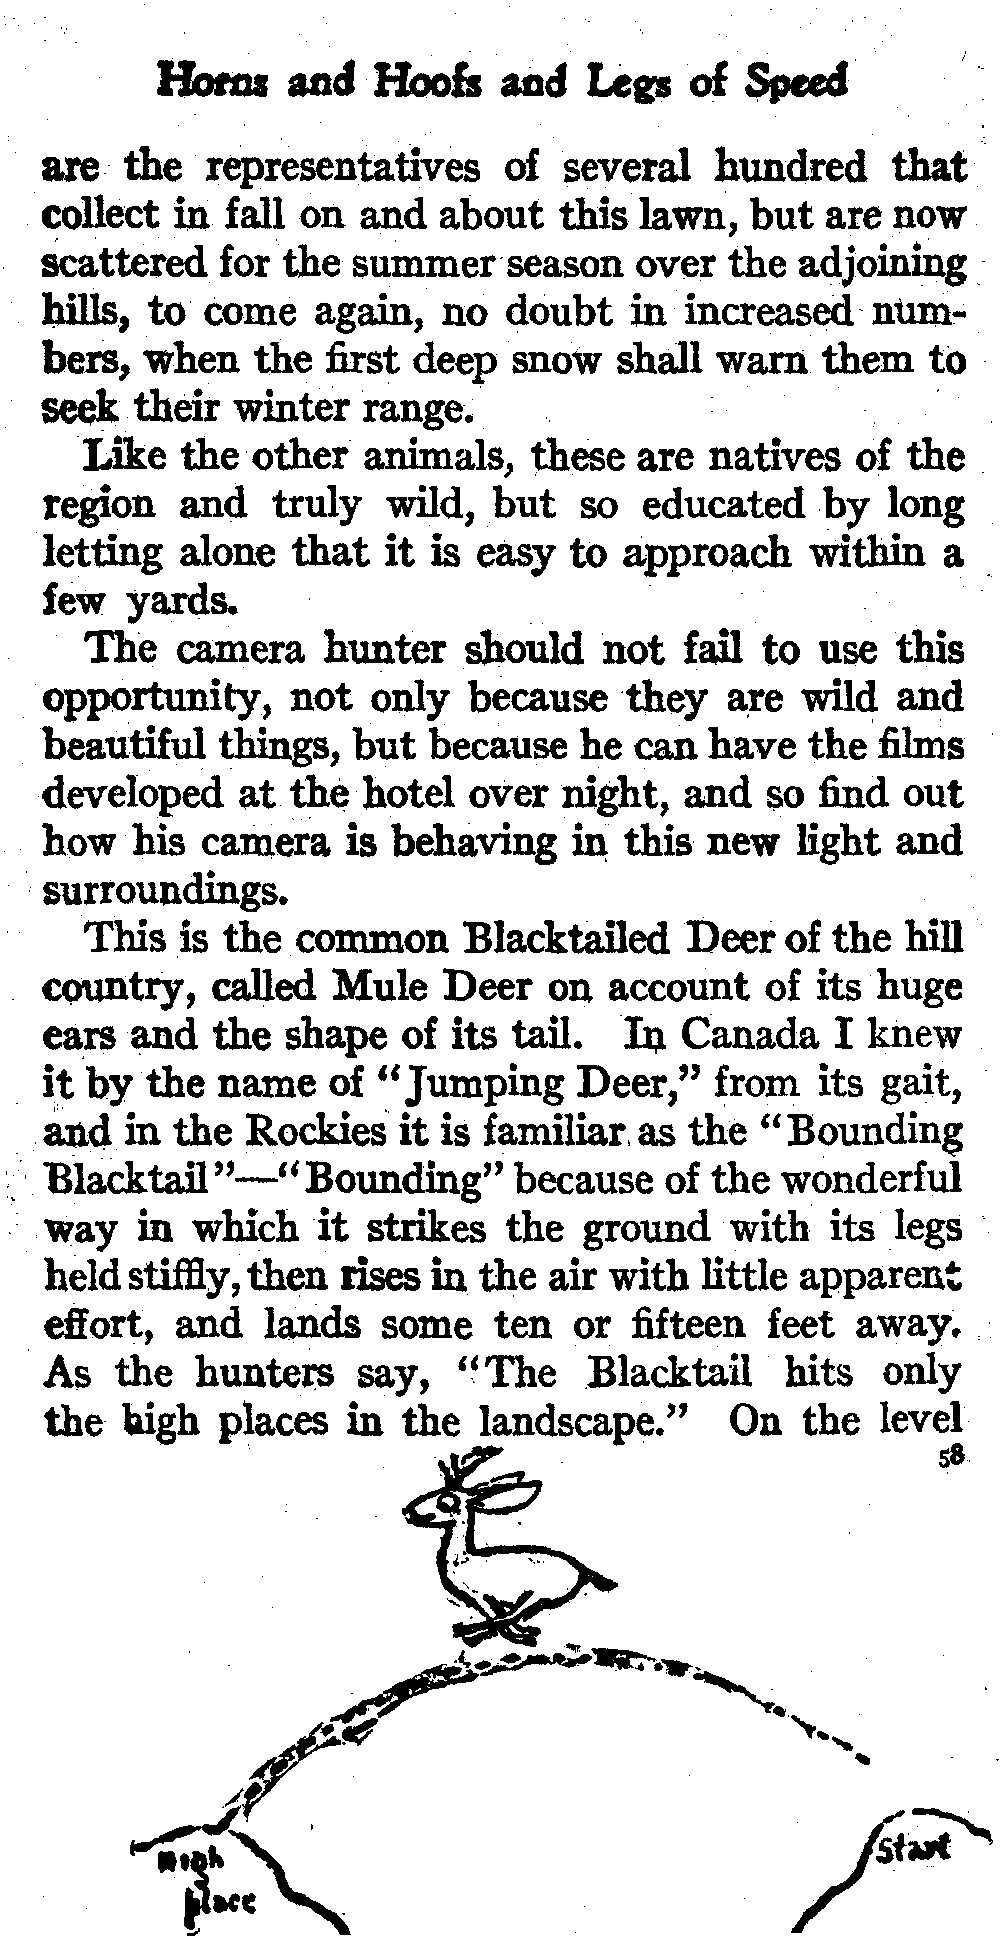 Horns and Hoofs and Legs of Speed
are the representatives of several hundred that
collect in fall on and about this lawn, but are now
scattered for the summer season over the adjoining
hills, to come again, no doubt in increased num-
bers, when the first deep snow shall warn them to
seek their winter range.
Like the other animals, these are natives of the
region and truly wild, but so educated by long
letting alone that it is easy to approach within a
few yards.
The camera hunter should not fail to use this
opportunity, not only because they are wild and
beautiful things, but because he can have the films
developed at the hotel over night, and so find out
how his camera is behaving in this new light and
surroundings.
This is the common Blacktailed Deer of the hill
country, called Mule Deer on account of its huge
ears and the shape of its tail. In Canada I knew
it by the name of “Jumping Deer,” from its gait,
and in the Rockies it is familiar as the “Bounding
Blacktail”—“Bounding” because of the wonderful
way in which it strikes the ground with its legs
held stiffly, then rises in the air with little apparent
effort, and lands some ten or fifteen feet away.
As the hunters say, “The Blacktail hits only
the high places in the landscape.” On the level
58
High
place
Start